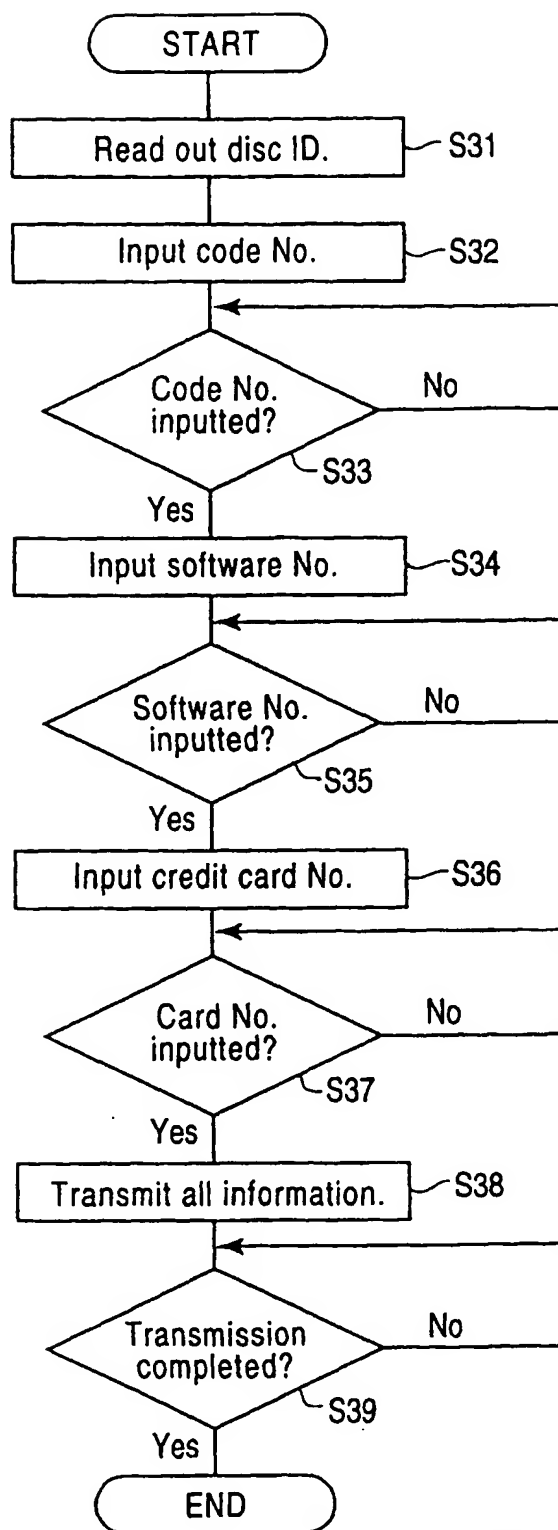 START
Read out disc ID.
S31
Input code No.
S32
Code No.
inputted?
No
S33
Yes
Input software No.
S34
Software No.
inputted?
No
S35
Yes
Input credit card No.
S36
Card No.
inputted?
No
S37
Yes
Transmit all information.
S38
Transmission
completed?
No
S39
Yes
END